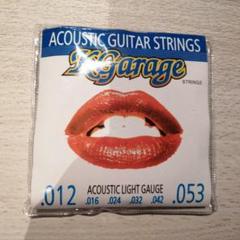 ACOUSTIC GUITAR STRINGS
K-Garage
STRINGS
ACOUSTIC LIGHT GAUGE
.012 .016 .024 .032 .042 .053